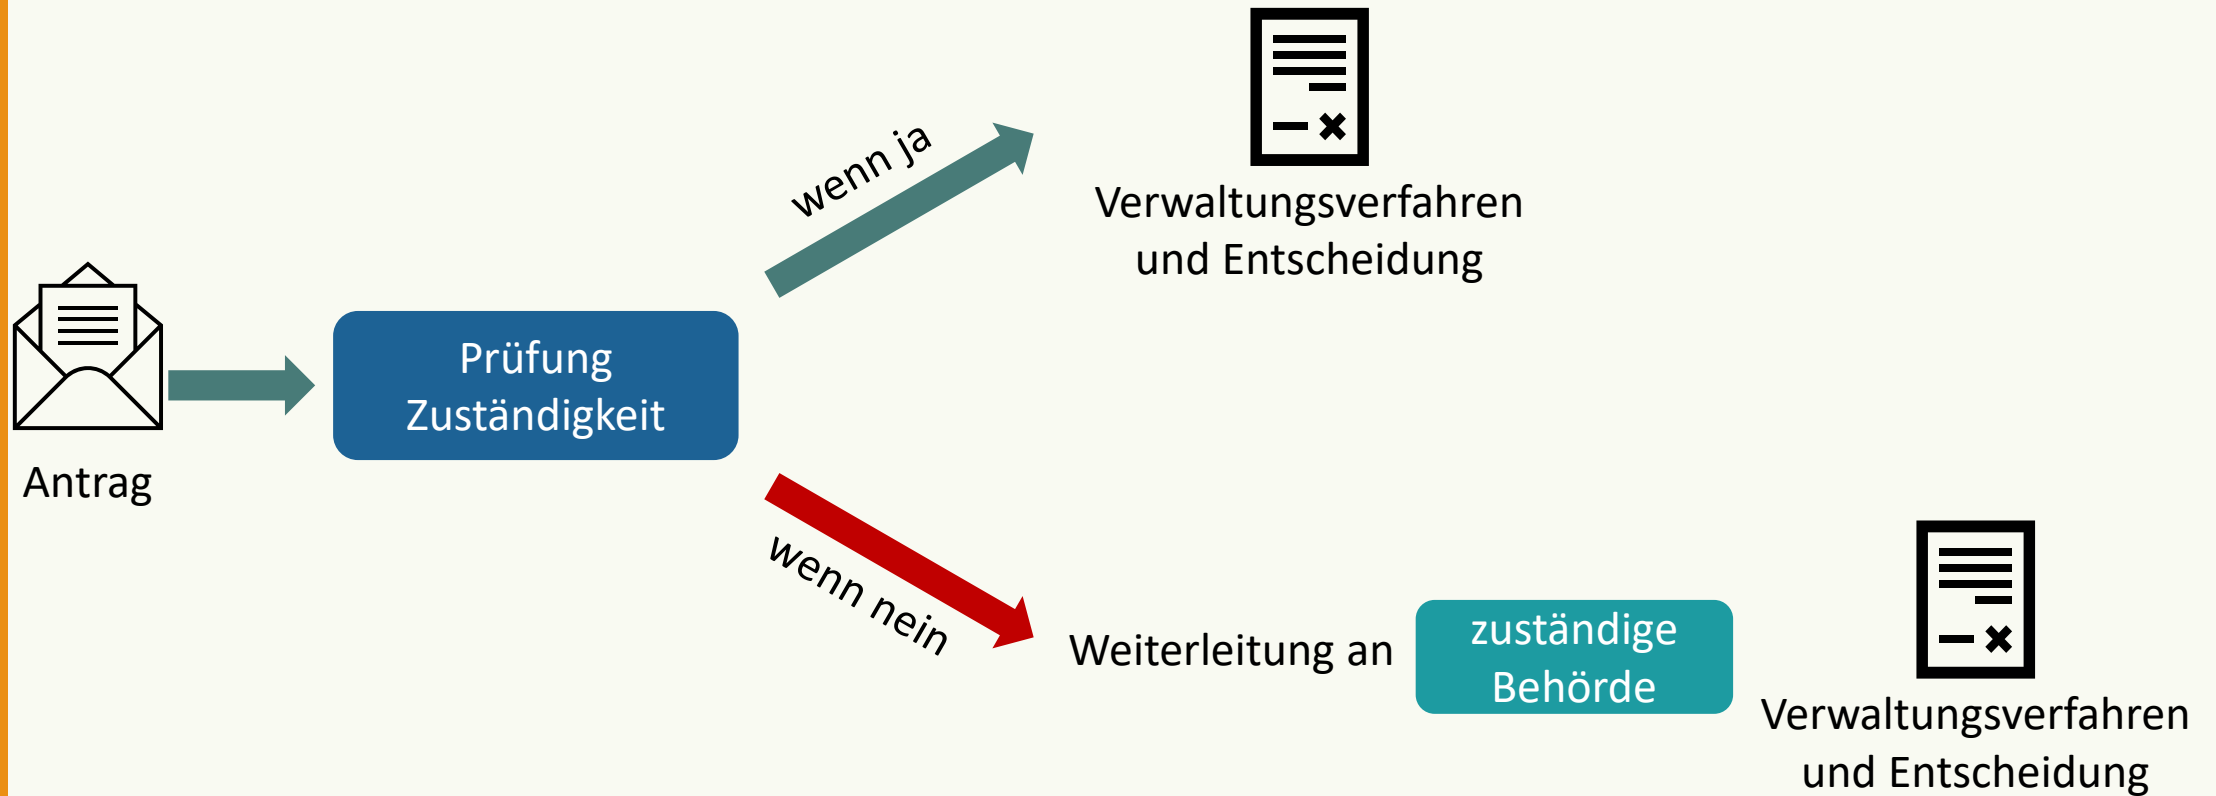 Antrag
Prüfung
Zuständigkeit
wenn ja
Verwaltungsverfahren
und Entscheidung
wenn nein
Weiterleitung an
zuständige
Behörde
Verwaltungsverfahren
und Entscheidung